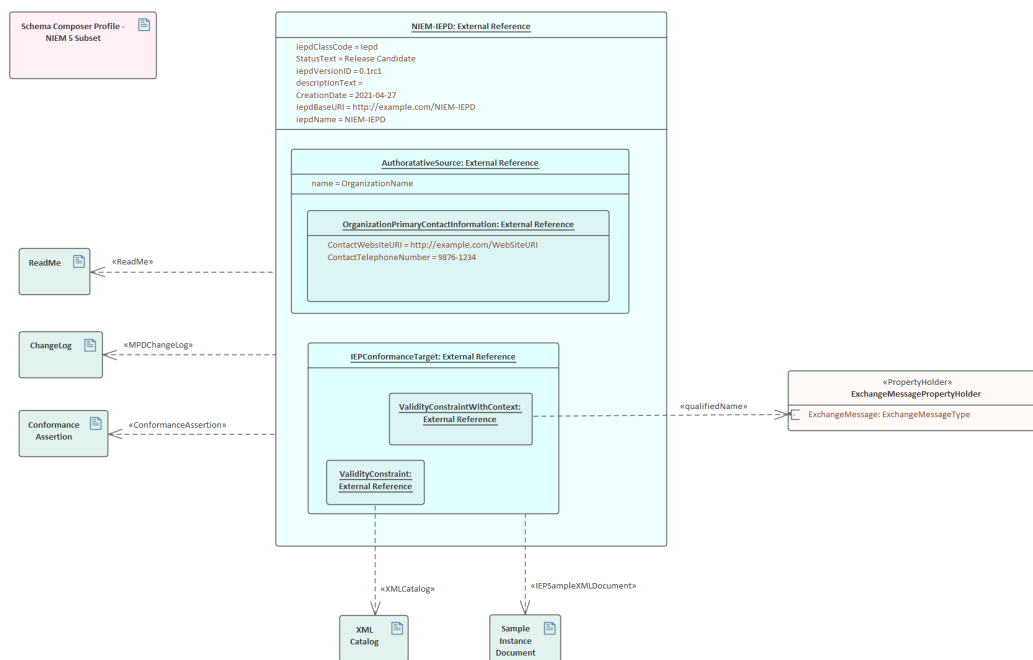 Schema Composer Profile -
NIEM 5 Subset
NIEM-IEPD: External Reference
iepdClassCode = iepd
StatusText = Release Candidate
iepdVersionID = 0.1rc1
descriptionText =
CreationDate = 2021-04-27
iepdBaseURI = http://example.com/NIEM-IEPD
iepdName = NIEM-IEPD
AuthoratativeSource: External Reference
name = OrganizationName
OrganizationPrimaryContactInformation: External Reference
ContactWebsiteURI = http://example.com/WebSiteURI
ContactTelephoneNumber = 9876-1234
ReadMe
«ReadMe»
ChangeLog
«MPDChangeLog»
IEPConformanceTarget: External Reference
«PropertyHolder»
ExchangeMessagePropertyHolder
ExchangeMessage: ExchangeMessageType
«qualifiedName»
ValidityConstraintWithContext:
External Reference
Conformance
Assertion
«ConformanceAssertion»
ValidityConstraint:
External Reference
«XMLCatalog»
«IEPSampleXMLDocument»
XML
Catalog
Sample
Instance
Document